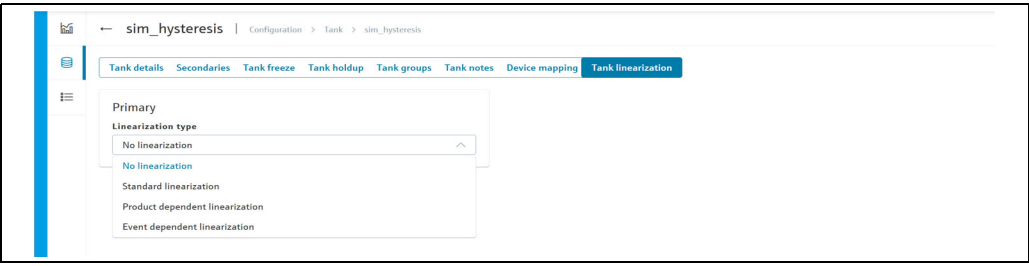 ← sim_hysteresis | Configuration > Tank > sim_hysteresis
Tank details Secondaries Tank freeze Tank holdup Tank groups Tank notes Device mapping Tank linearization
Primary
Linearization type
No linearization
No linearization
Standard linearization
Product dependent linearization
Event dependent linearization